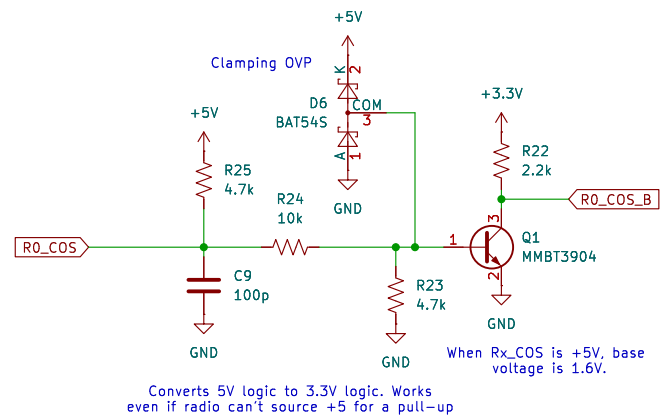 +5V
Clamping OVP
K
2
D6
BAT54S
COM
3
A
1
GND
+5V
R25
4.7k
+3.3V
R22
2.2k
R0_COS_B
R24
10k
R0_COS
1
3
2
Q1
MMBT3904
C9
100p
R23
4.7k
GND
GND
GND
When Rx_COS is +5V, base
voltage is 1.6V.
Converts 5V logic to 3.3V logic. Works
even if radio can't source +5 for a pull-up